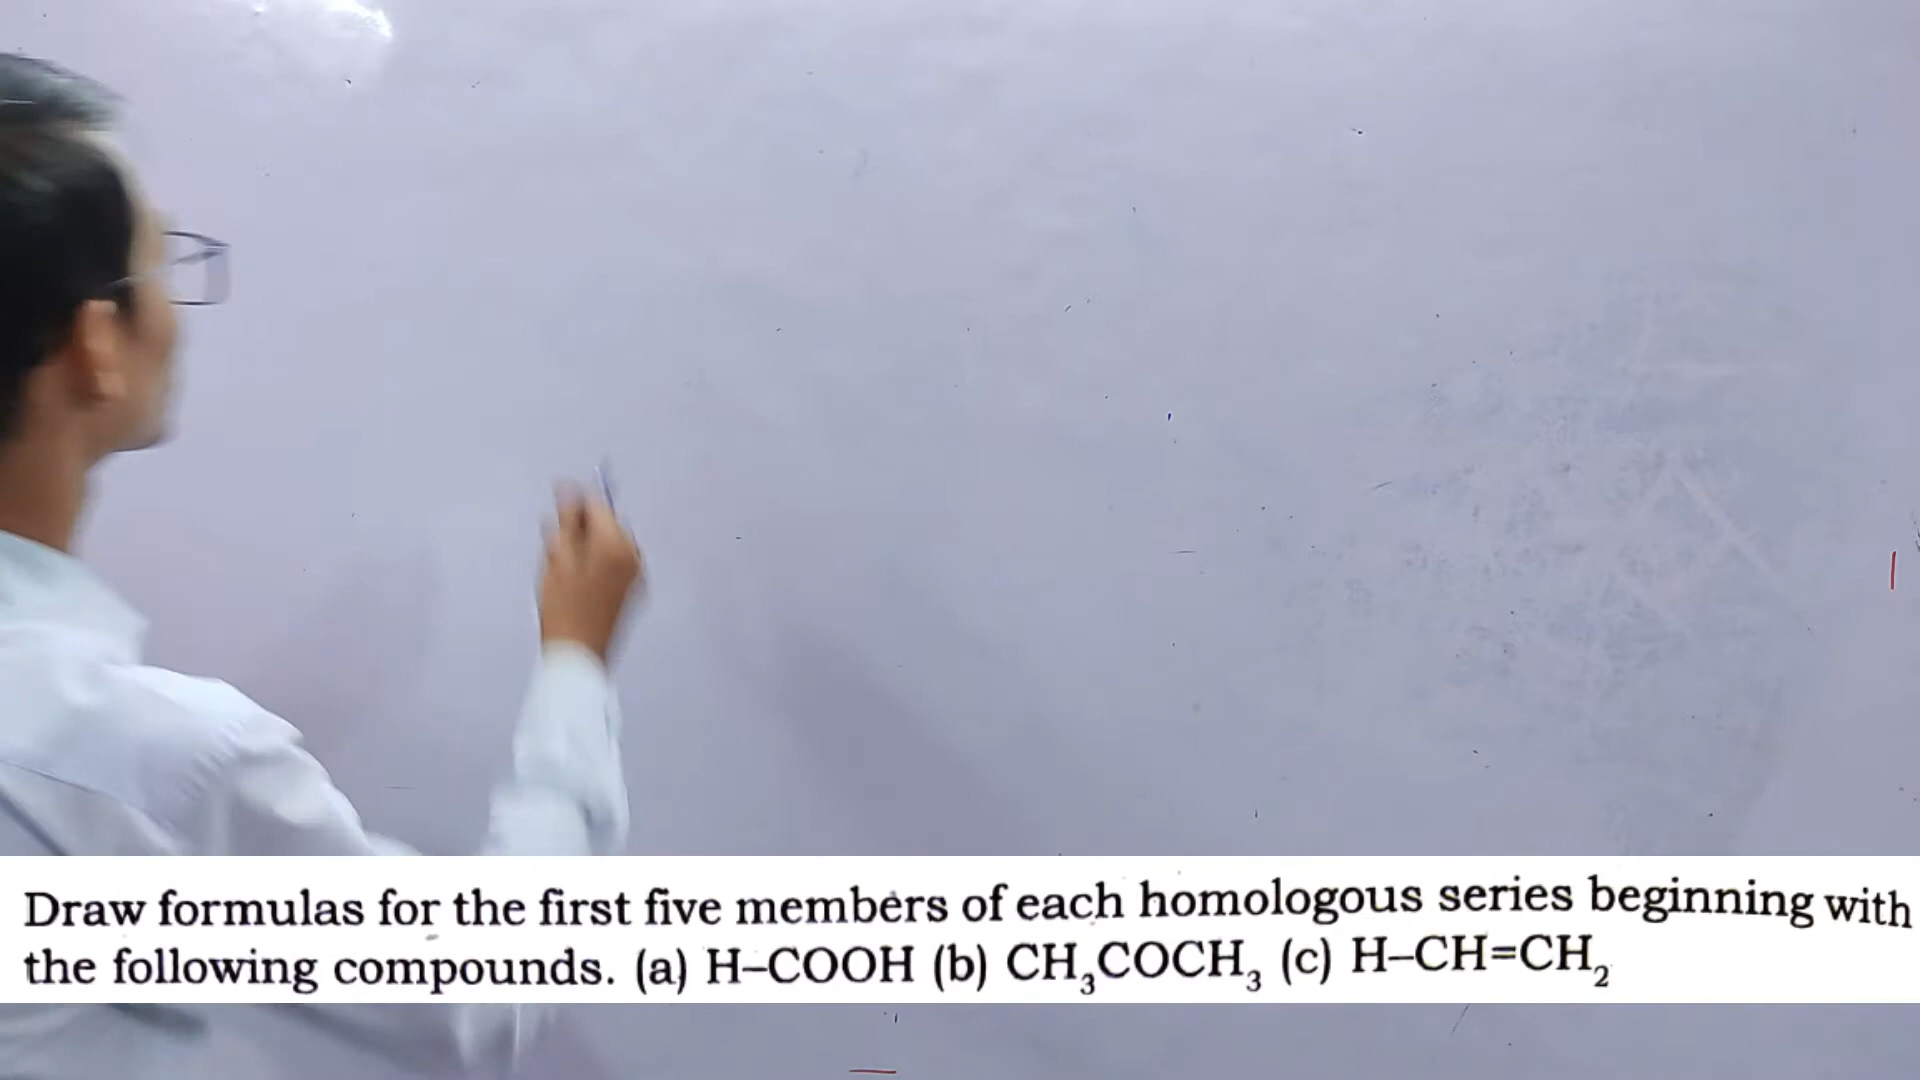 Draw formulas for the first five members of each homologous series beginning with
the following compounds. (a) H–COOH (b) CH₃COCH₃ (c) H–CH=CH₂